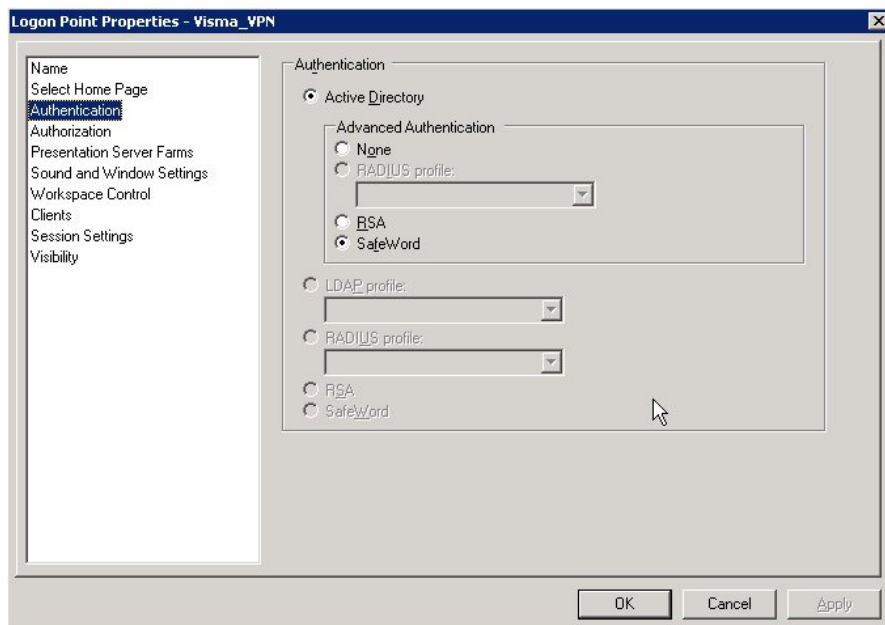 Logon Point Properties - Visma_VPN
Name
Select Home Page
Authentication
Authorization
Presentation Server Farms
Sound and Window Settings
Workspace Control
Clients
Session Settings
Visibility
Authentication
Active Directory
Advanced Authentication
None
RADIUS profile:
RSA
SafeWord
LDAP profile:
RADIUS profile:
RSA
SafeWord
OK Cancel Apply